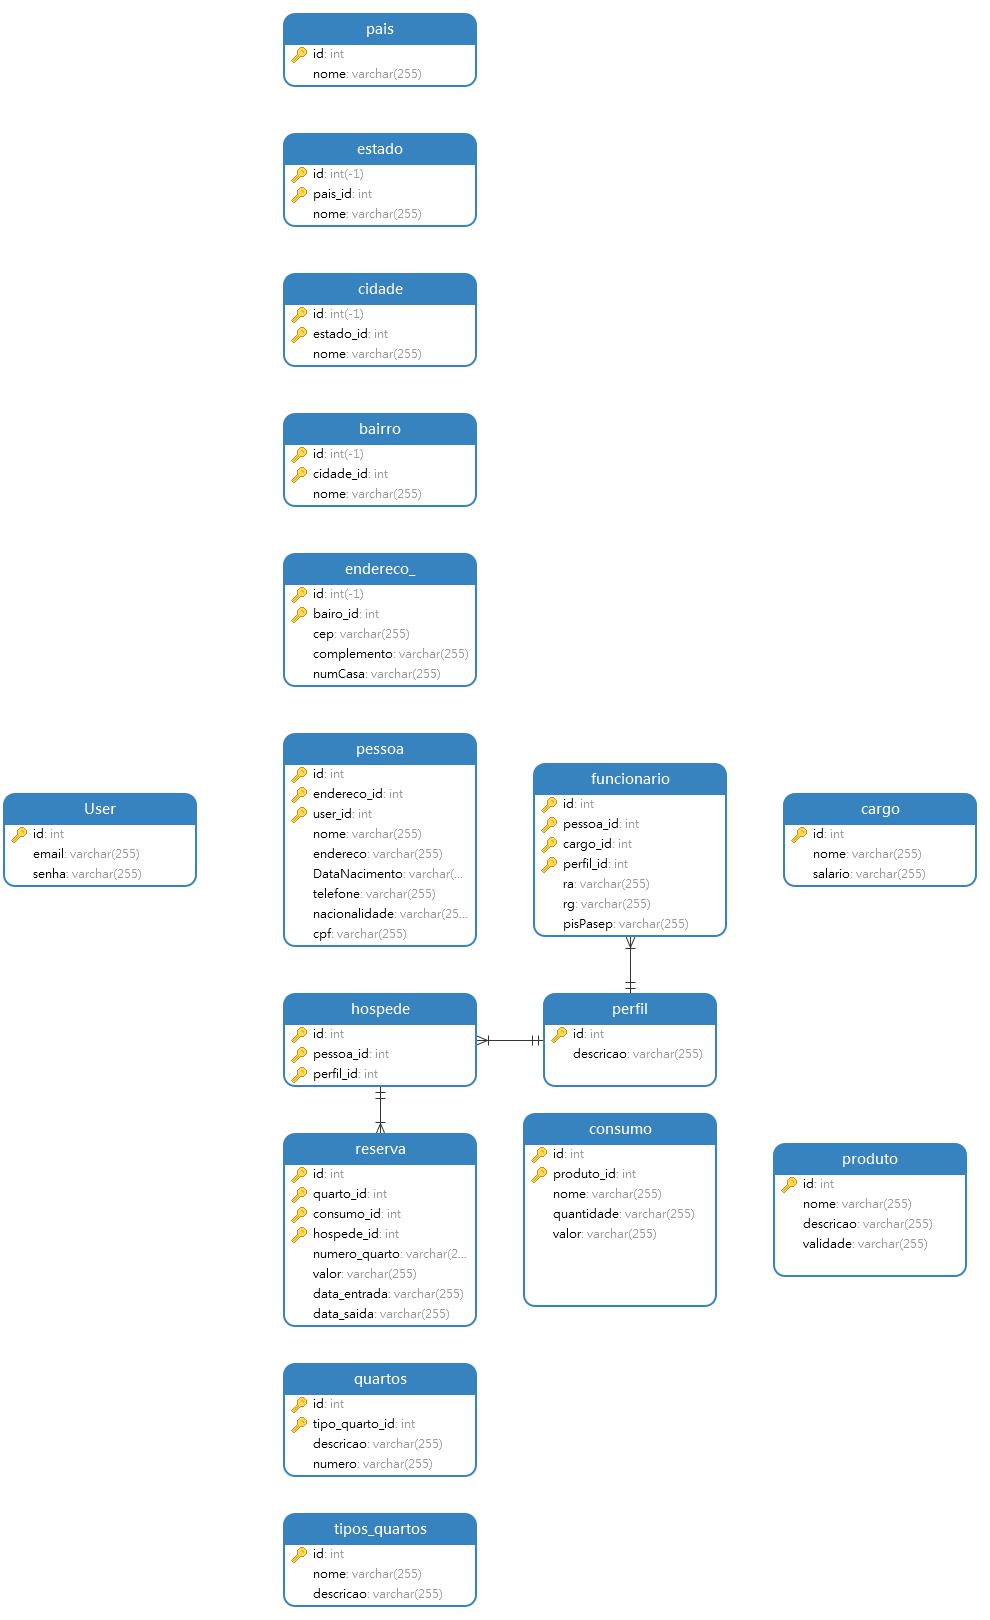 pais
id: int
nome: varchar(255)
estado
id: int(-1)
pais_id: int
nome: varchar(255)
cidade
id: int(-1)
estado_id: int
nome: varchar(255)
bairro
id: int(-1)
cidade_id: int
nome: varchar(255)
endereco_
id: int(-1)
bairo_id: int
cep: varchar(255)
complemento: varchar(255)
numCasa: varchar(255)
User
id: int
email: varchar(255)
senha: varchar(255)
pessoa
id: int
endereco_id: int
user_id: int
nome: varchar(255)
endereco: varchar(255)
DataNacimento: varchar(...
telefone: varchar(255)
nacionalidade: varchar(25...
cpf: varchar(255)
funcionario
id: int
pessoa_id: int
cargo_id: int
perfil_id: int
ra: varchar(255)
rg: varchar(255)
pisPasep: varchar(255)
cargo
id: int
nome: varchar(255)
salario: varchar(255)
hospede
id: int
pessoa_id: int
perfil_id: int
perfil
id: int
descricao: varchar(255)
reserva
id: int
quarto_id: int
consumo_id: int
hospede_id: int
numero_quarto: varchar(2...
valor: varchar(255)
data_entrada: varchar(255)
data_saida: varchar(255)
consumo
id: int
produto_id: int
nome: varchar(255)
quantidade: varchar(255)
valor: varchar(255)
produto
id: int
nome: varchar(255)
descricao: varchar(255)
validade: varchar(255)
quartos
id: int
tipo_quarto_id: int
descricao: varchar(255)
numero: varchar(255)
tipos_quartos
id: int
nome: varchar(255)
descricao: varchar(255)